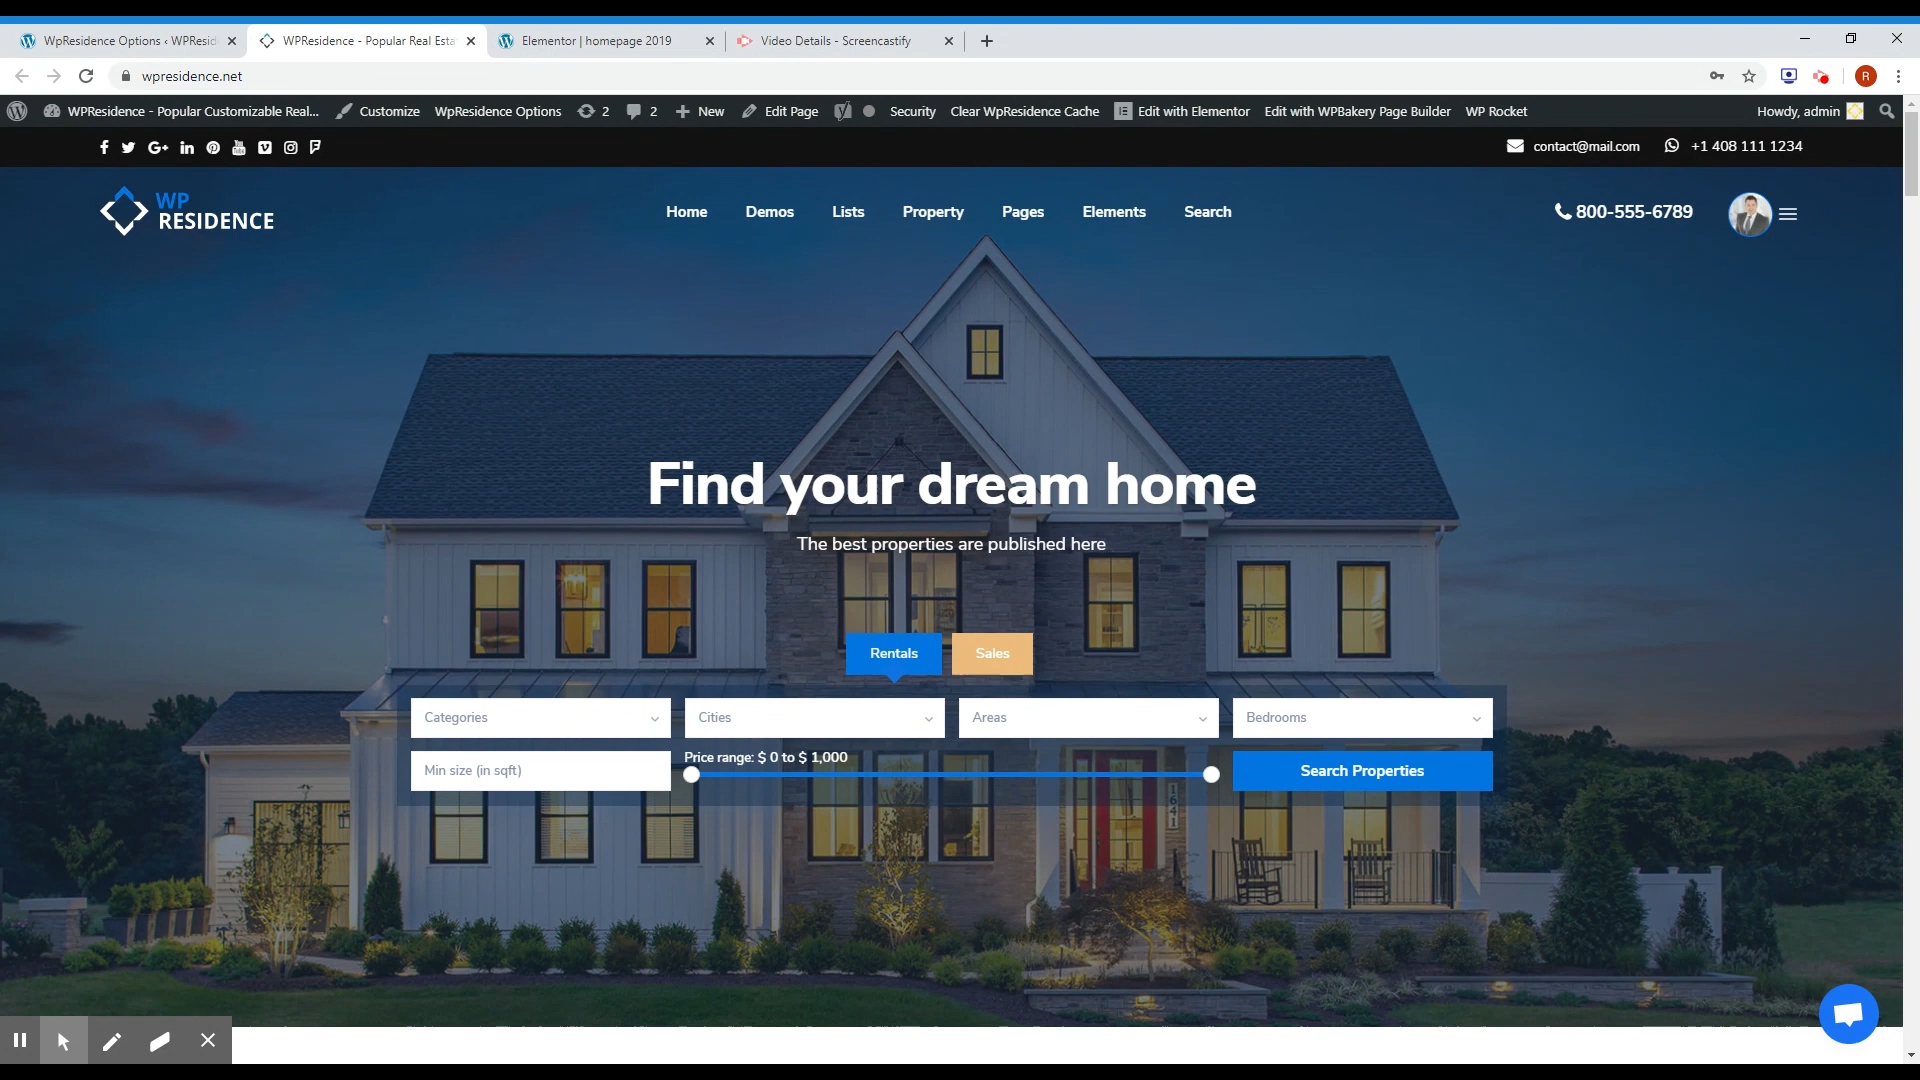 WpResidence Options ‹ WPResid
WPResidence - Popular Real Esta
Elementor | homepage 2019
Video Details - Screencastify
wpresidence.net
R
WPResidence - Popular Customizable Real...
Customize
WpResidence Options
2
2
New
Edit Page
Security
Clear WpResidence Cache
Edit with Elementor
Edit with WPBakery Page Builder
WP Rocket
Howdy, admin
contact@mail.com
+1 408 111 1234
WP
RESIDENCE
Home
Demos
Lists
Property
Pages
Elements
Search
800-555-6789
Find your dream home
The best properties are published here
Rentals
Sales
Categories
Cities
Areas
Bedrooms
Min size (in sqft)
Price range: $ 0 to $ 1,000
Search Properties
1641